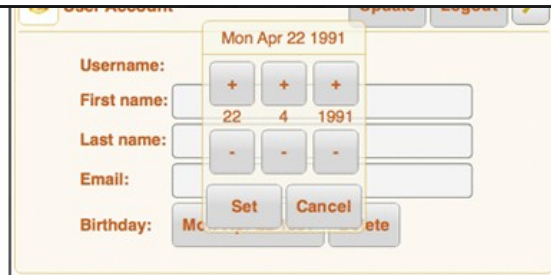 User Account Update Logout
Mon Apr 22 1991
Username:
+ + +
First name:
22 4 1991
Last name:
- - -
Email:
Set Cancel
Birthday: